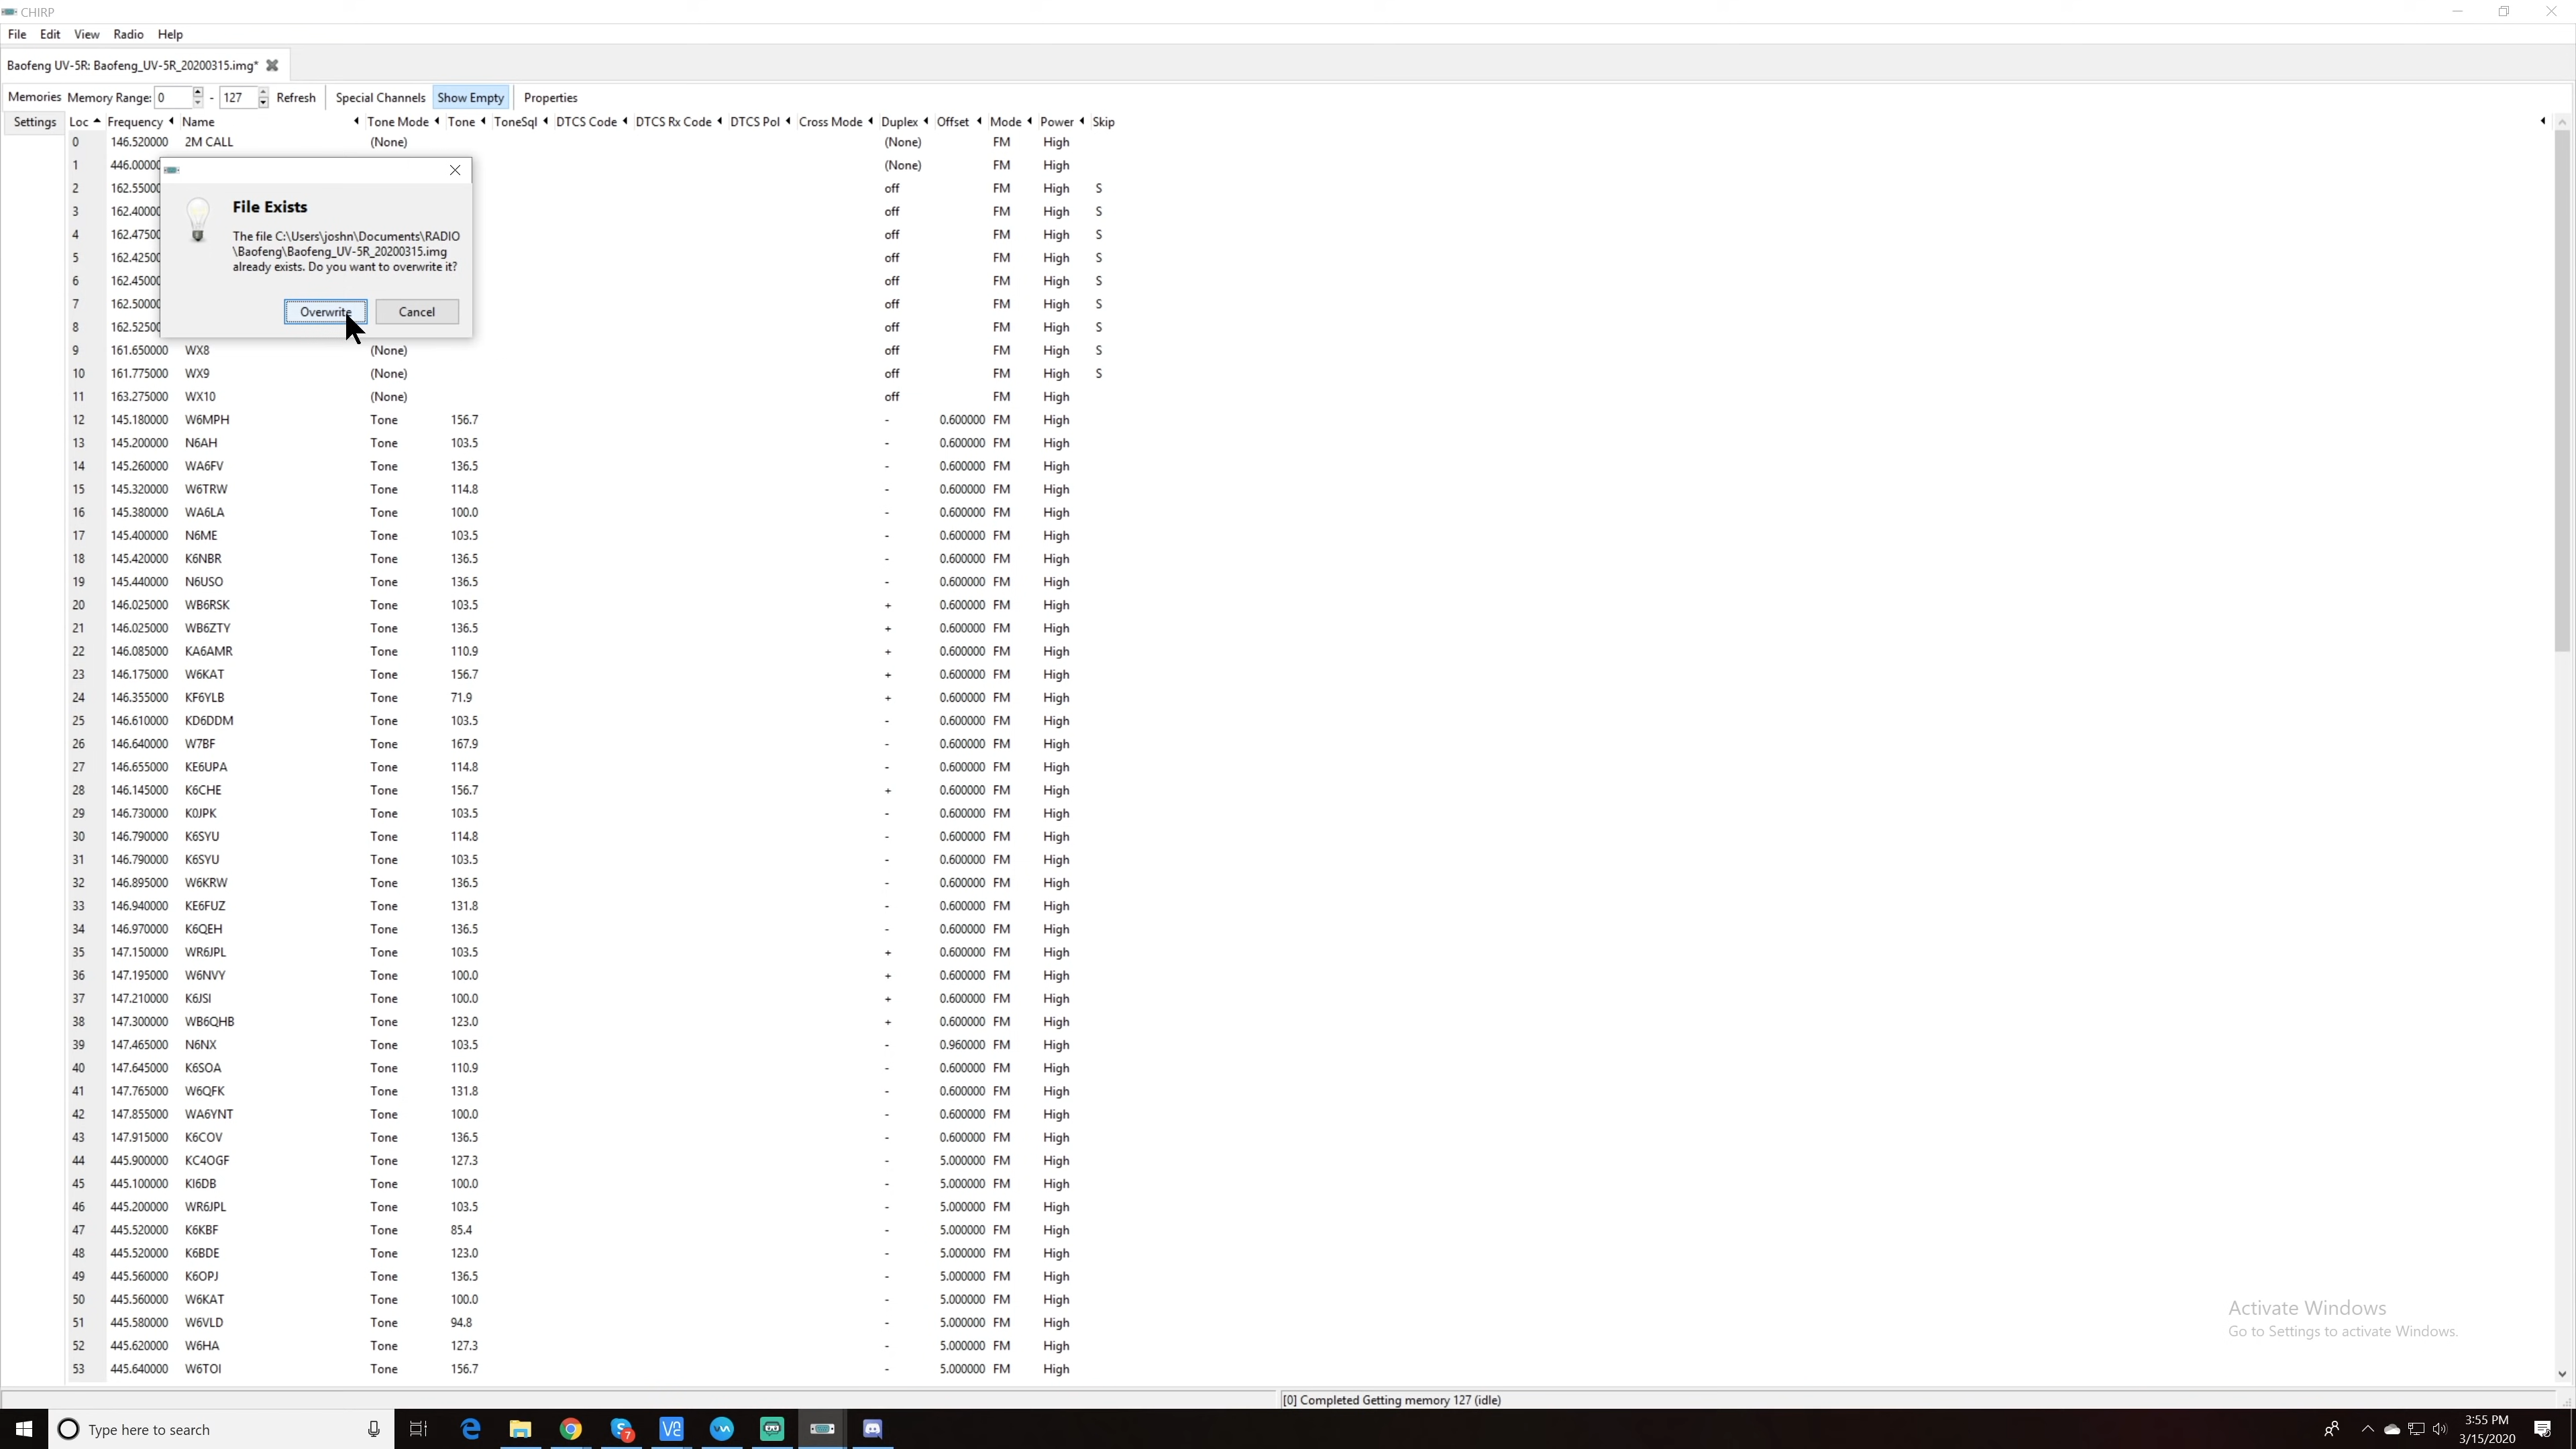 CHIRP
File Edit View Radio Help
Baofeng UV-5R: Baofeng_UV-5R_20200315.img*
Memories Memory Range: 0 - 127 Refresh Special Channels Show Empty Properties
Settings Loc Frequency Name Tone Mode Tone ToneSql DTCS Code DTCS Rx Code DTCS Pol Cross Mode Duplex Offset Mode Power Skip
0 146.520000 2M CALL (None) (None) FM High
1 446.0000 (None) FM High
2 162.5500 off FM High S
3 162.4000 off FM High S
4 162.4750 off FM High S
5 162.4250 off FM High S
6 162.4500 off FM High S
7 162.5000 off FM High S
8 162.5250 off FM High S
File Exists
The file C:\Users\joshn\Documents\RADIO
\Baofeng\Baofeng_UV-5R_20200315.img
already exists. Do you want to overwrite it?
Overwrite Cancel
9 161.650000 WX8 (None) off FM High S
10 161.775000 WX9 (None) off FM High S
11 163.275000 WX10 (None) off FM High
12 145.180000 W6MPH Tone 156.7 - 0.600000 FM High
13 145.200000 N6AH Tone 103.5 - 0.600000 FM High
14 145.260000 WA6FV Tone 136.5 - 0.600000 FM High
15 145.320000 W6TRW Tone 114.8 - 0.600000 FM High
16 145.380000 WA6LA Tone 100.0 - 0.600000 FM High
17 145.400000 N6ME Tone 103.5 - 0.600000 FM High
18 145.420000 K6NBR Tone 136.5 - 0.600000 FM High
19 145.440000 N6USO Tone 136.5 - 0.600000 FM High
20 146.025000 WB6RSK Tone 103.5 + 0.600000 FM High
21 146.025000 WB6ZTY Tone 136.5 + 0.600000 FM High
22 146.085000 KA6AMR Tone 110.9 + 0.600000 FM High
23 146.175000 W6KAT Tone 156.7 + 0.600000 FM High
24 146.355000 KF6YLB Tone 71.9 + 0.600000 FM High
25 146.610000 KD6DDM Tone 103.5 - 0.600000 FM High
26 146.640000 W7BF Tone 167.9 - 0.600000 FM High
27 146.655000 KE6UPA Tone 114.8 - 0.600000 FM High
28 146.145000 K6CHE Tone 156.7 + 0.600000 FM High
29 146.730000 K0JPK Tone 103.5 - 0.600000 FM High
30 146.790000 K6SYU Tone 114.8 - 0.600000 FM High
31 146.790000 K6SYU Tone 103.5 - 0.600000 FM High
32 146.895000 W6KRW Tone 136.5 - 0.600000 FM High
33 146.940000 KE6FUZ Tone 131.8 - 0.600000 FM High
34 146.970000 K6QEH Tone 136.5 - 0.600000 FM High
35 147.150000 WR6JPL Tone 103.5 + 0.600000 FM High
36 147.195000 W6NVY Tone 100.0 + 0.600000 FM High
37 147.210000 K6JSI Tone 100.0 + 0.600000 FM High
38 147.300000 WB6QHB Tone 123.0 + 0.600000 FM High
39 147.465000 N6NX Tone 103.5 - 0.960000 FM High
40 147.645000 K6SOA Tone 110.9 - 0.600000 FM High
41 147.765000 W6QFK Tone 131.8 - 0.600000 FM High
42 147.855000 WA6YNT Tone 100.0 - 0.600000 FM High
43 147.915000 K6COV Tone 136.5 - 0.600000 FM High
44 445.900000 KC4OGF Tone 127.3 - 5.000000 FM High
45 445.100000 KI6DB Tone 100.0 - 5.000000 FM High
46 445.200000 WR6JPL Tone 103.5 - 5.000000 FM High
47 445.520000 K6KBF Tone 85.4 - 5.000000 FM High
48 445.520000 K6BDE Tone 123.0 - 5.000000 FM High
49 445.560000 K6OPJ Tone 136.5 - 5.000000 FM High
50 445.560000 W6KAT Tone 100.0 - 5.000000 FM High
51 445.580000 W6VLD Tone 94.8 - 5.000000 FM High
52 445.620000 W6HA Tone 127.3 - 5.000000 FM High
53 445.640000 W6TOI Tone 156.7 - 5.000000 FM High
Activate Windows
Go to Settings to activate Windows.
[0] Completed Getting memory 127 (idle)
Type here to search
7
3:55 PM
3/15/2020